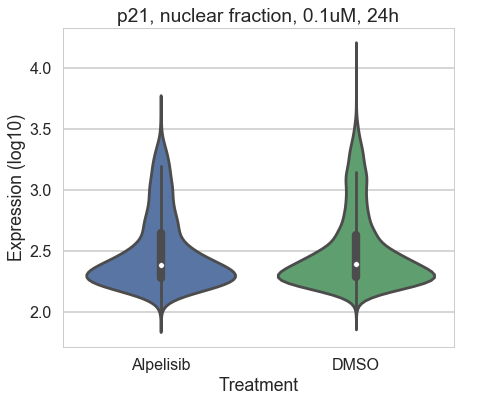 p21, nuclear fraction, 0.1uM, 24h
Expression (log10)
4.0
3.5
3.0
2.5
2.0
Alpelisib DMSO
Treatment